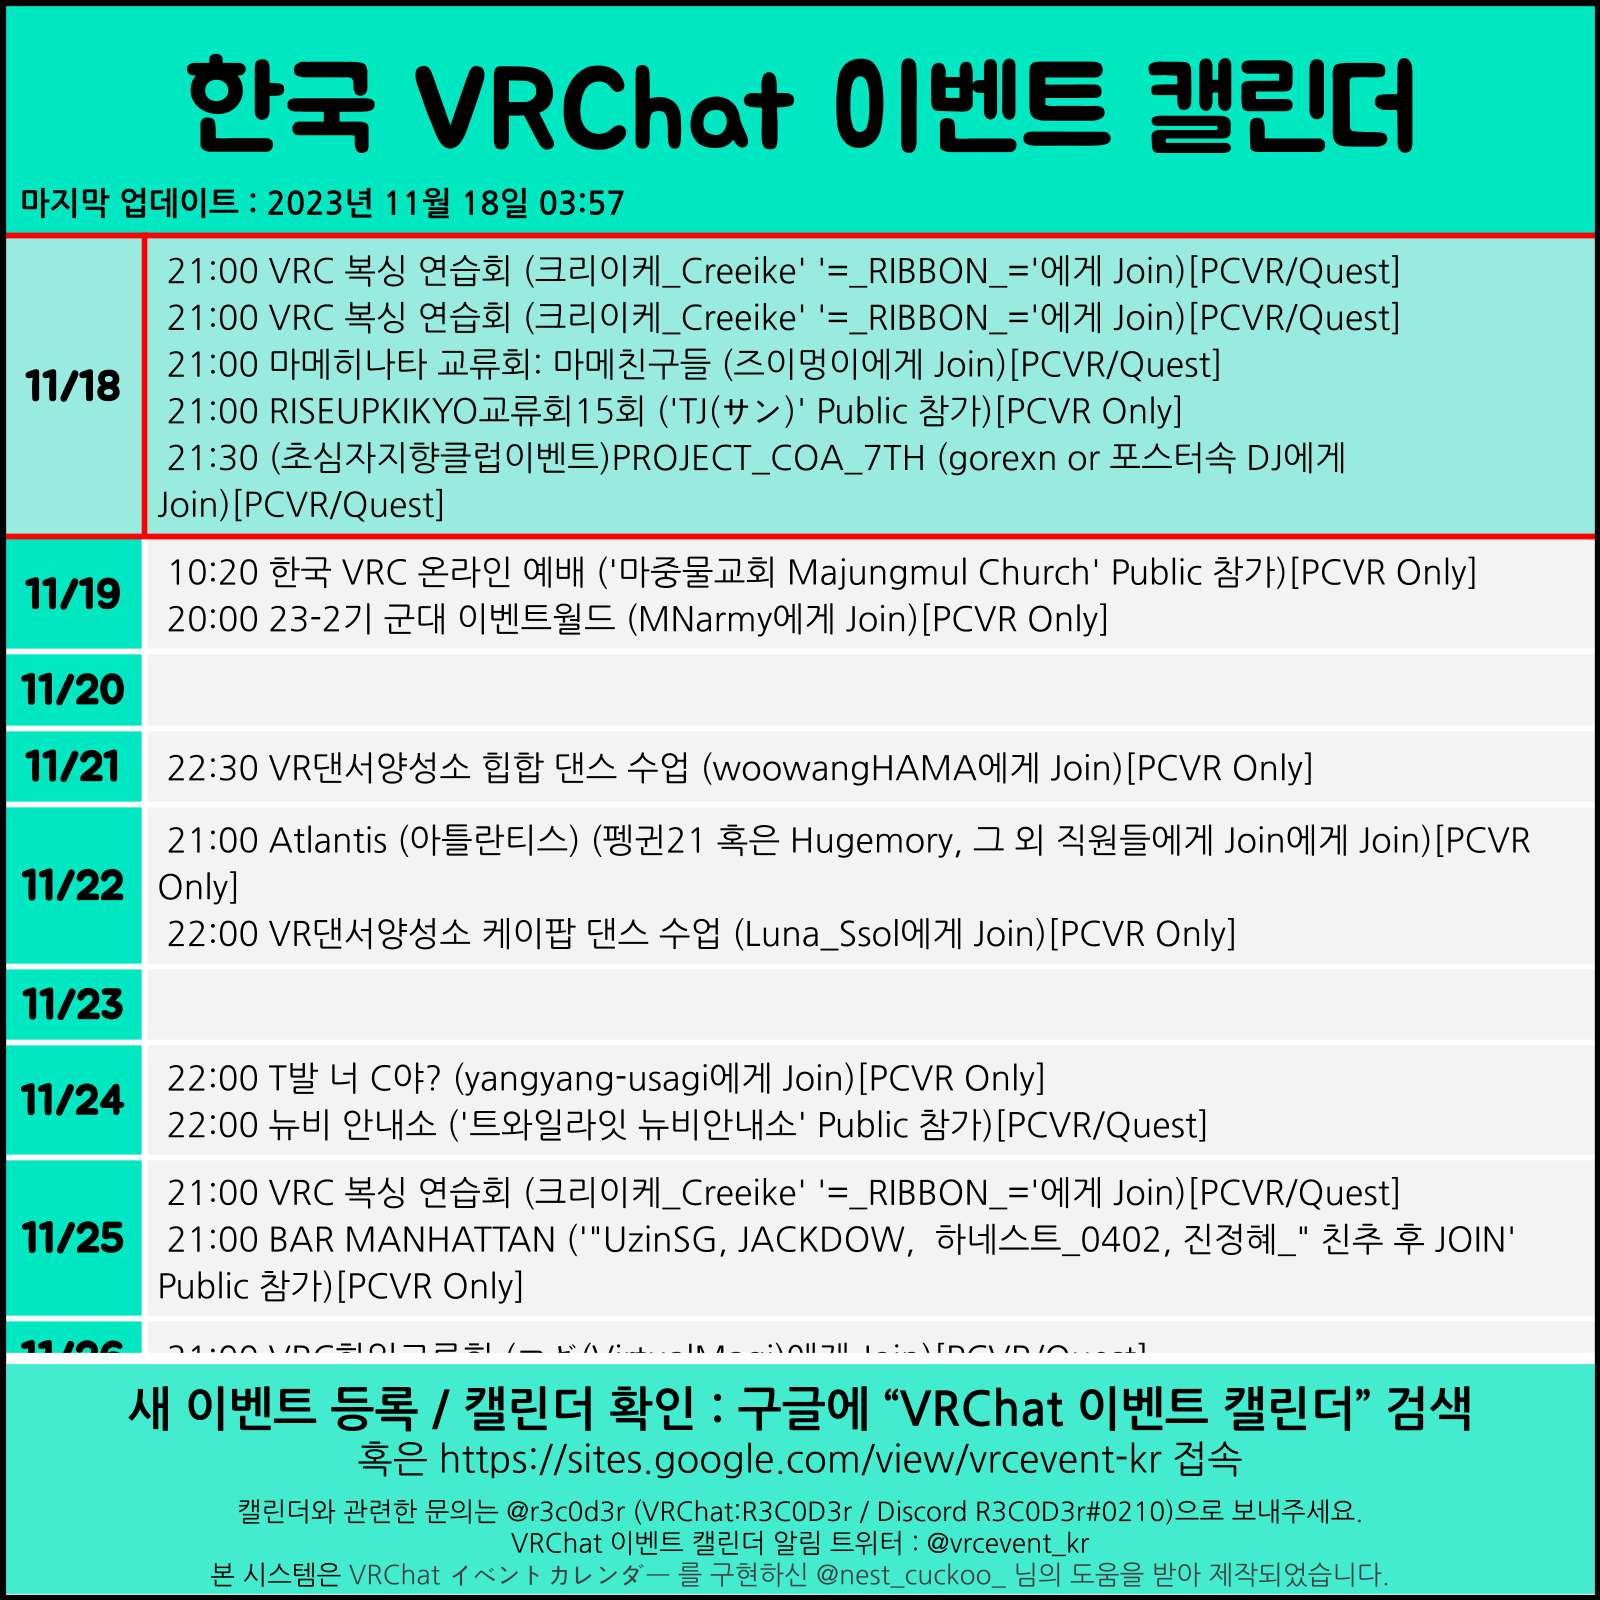 한국 VRChat 이벤트 캘린더
마지막 업데이트 : 2023년 11월 18일 03:57
11/18
21:00 VRC 복싱 연습회 (크리이케_Creeike' '=_RIBBON_='에게 Join)[PCVR/Quest]
21:00 VRC 복싱 연습회 (크리이케_Creeike' '=_RIBBON_='에게 Join)[PCVR/Quest]
21:00 마메히나타 교류회: 마메친구들 (즈이멍이에게 Join)[PCVR/Quest]
21:00 RISEUPKIKYO교류회15회 ('TJ(サン)' Public 참가)[PCVR Only]
21:30 (초심자지향클럽이벤트)PROJECT_COA_7TH (gorexn or 포스터속 DJ에게
Join)[PCVR/Quest]
11/19
10:20 한국 VRC 온라인 예배 ('마중물교회 Majungmul Church' Public 참가)[PCVR Only]
20:00 23-2기 군대 이벤트월드 (MNarmy에게 Join)[PCVR Only]
11/20
11/21
22:30 VR댄서양성소 힙합 댄스 수업 (woowangHAMA에게 Join)[PCVR Only]
11/22
21:00 Atlantis (아틀란티스) (펭귄21 혹은 Hugemory, 그 외 직원들에게 Join에게 Join)[PCVR
Only]
22:00 VR댄서양성소 케이팝 댄스 수업 (Luna_Ssol에게 Join)[PCVR Only]
11/23
11/24
22:00 T발 너 C야? (yangyang-usagi에게 Join)[PCVR Only]
22:00 뉴비 안내소 ('트와일라잇 뉴비안내소' Public 참가)[PCVR/Quest]
11/25
21:00 VRC 복싱 연습회 (크리이케_Creeike' '=_RIBBON_='에게 Join)[PCVR/Quest]
21:00 BAR MANHATTAN ('"UzinSG, JACKDOW,  하네스트_0402, 진정혜_" 친추 후 JOIN'
Public 참가)[PCVR Only]
11/26
21:00 (VirtualMagi)에게 Join)[PCVR/Quest]
새 이벤트 등록 / 캘린더 확인 : 구글에 “VRChat 이벤트 캘린더” 검색
혹은 https://sites.google.com/view/vrcevent-kr 접속
캘린더와 관련한 문의는 @r3c0d3r (VRChat:R3C0D3r / Discord R3C0D3r#0210)으로 보내주세요.
VRChat 이벤트 캘린더 알림 트위터 : @vrcevent_kr
본 시스템은 VRChat イベントカレンダー 를 구현하신 @nest_cuckoo_ 님의 도움을 받아 제작되었습니다.